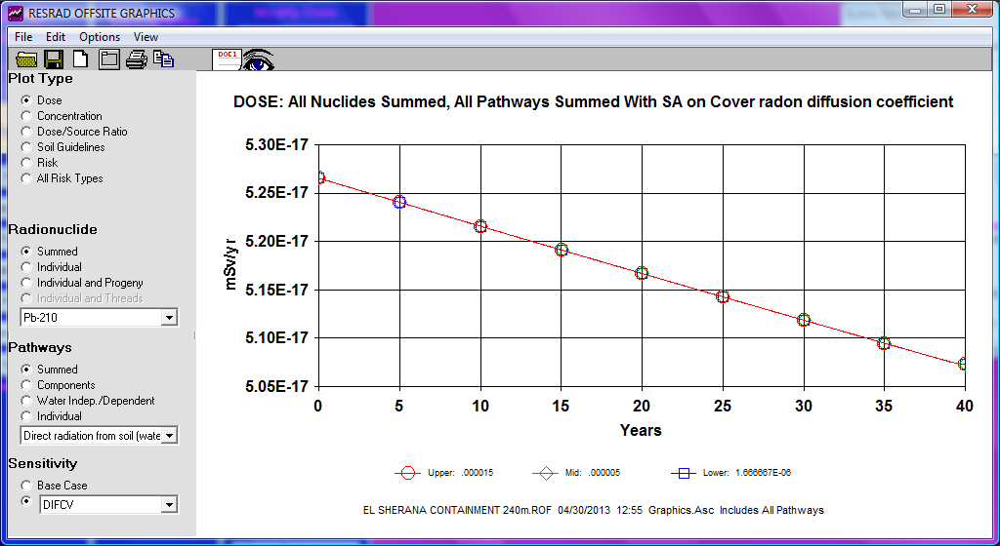 RESRAD OFFSITE GRAPHICS
File Edit Options View
DOE1
Plot Type
Dose
Concentration
Dose/Source Ratio
Soil Guidelines
Risk
All Risk Types
Radionuclide
Summed
Individual
Individual and Progeny
Individual and Threads
Pb-210
Pathways
Summed
Components
Water Indep./Dependent
Individual
Direct radiation from soil (wate
Sensitivity
Base Case
DIFCV
DOSE: All Nuclides Summed, All Pathways Summed With SA on Cover radon diffusion coefficient
5.30E-17
5.25E-17
5.20E-17
5.15E-17
5.10E-17
5.05E-17
mSv/yr
0 5 10 15 20 25 30 35 40
Years
Upper: .000015 Mid: .000005 Lower: 1.666667E-06
EL SHERANA CONTAINMENT 240m.ROF 04/30/2013 12:55 Graphics.Asc Includes All Pathways